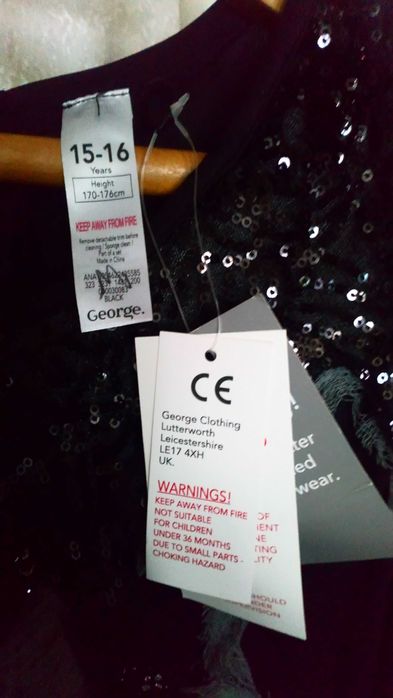 15-16
Years
Height
170-176cm
KEEP AWAY FROM FIRE
Remove detachable trim before
cleaning / Sponge clean /
Part of a set
Made in China
BLACK
George.
CE
George Clothing
Lutterworth
Leicestershire
LE17 4XH
UK.
WARNINGS!
KEEP AWAY FROM FIRE
NOT SUITABLE
FOR CHILDREN
UNDER 36 MONTHS
DUE TO SMALL PARTS -
CHOKING HAZARD
wear.